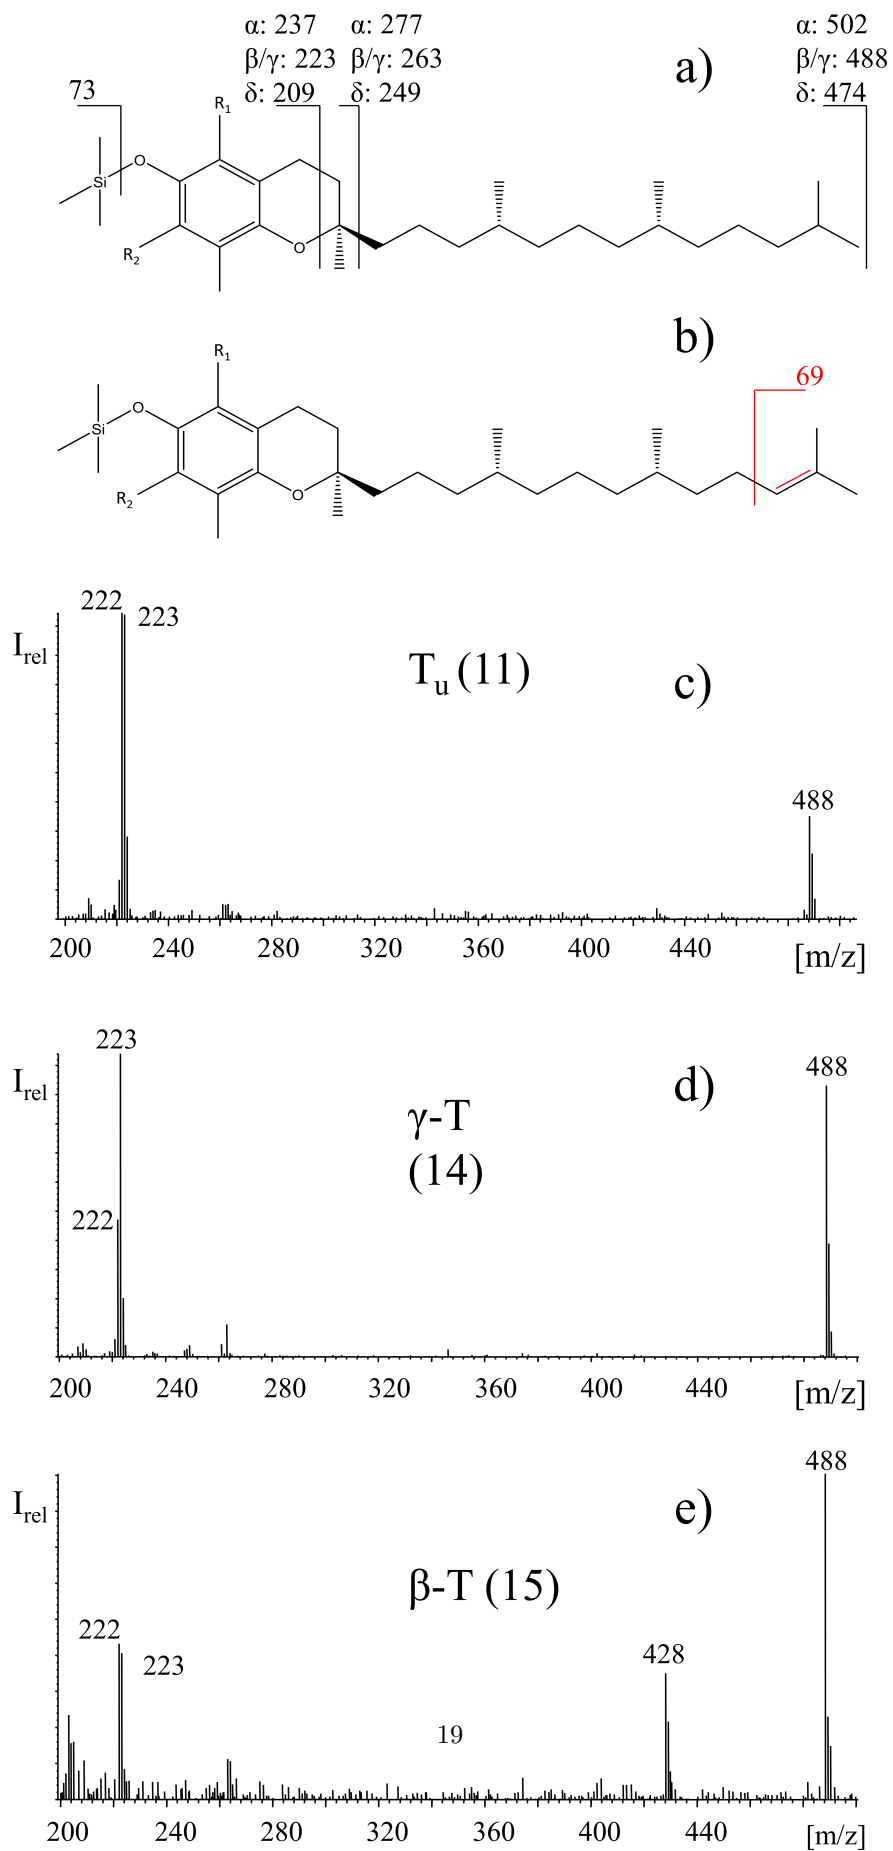 α: 237 α: 277 α: 502
β/γ: 223 β/γ: 263 β/γ: 488
δ: 209 δ: 249 δ: 474
a)
73
R1
O
Si
O
R2
b)
69
R1
O
Si
O
R2
222 223
Irel
Tu (11)
c)
488
200 240 280 320 360 400 440 [m/z]
223
Irel
d)
488
γ-T
(14)
222
200 240 280 320 360 400 440 [m/z]
488
Irel
e)
β-T (15)
222
223
428
19
200 240 280 320 360 400 440 [m/z]